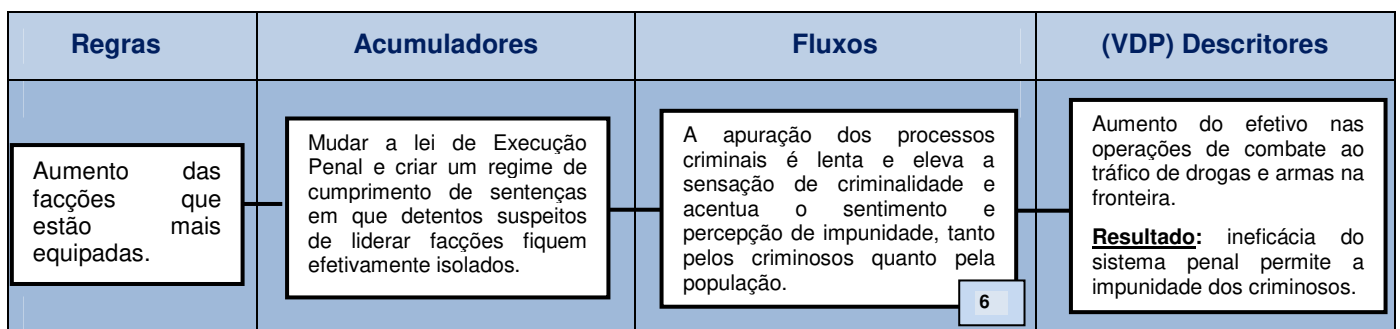 Regras
Acumuladores
Fluxos
(VDP) Descritores
Aumento das
facções que
estão mais
equipadas.
Mudar a lei de Execução
Penal e criar um regime de
cumprimento de sentenças
em que detentos suspeitos
de liderar facções fiquem
efetivamente isolados.
A apuração dos processos
criminais é lenta e eleva a
sensação de criminalidade e
acentua o sentimento e
percepção de impunidade, tanto
pelos criminosos quanto pela
população.
6
Aumento do efetivo nas
operações de combate ao
tráfico de drogas e armas na
fronteira.
Resultado: ineficácia do
sistema penal permite a
impunidade dos criminosos.